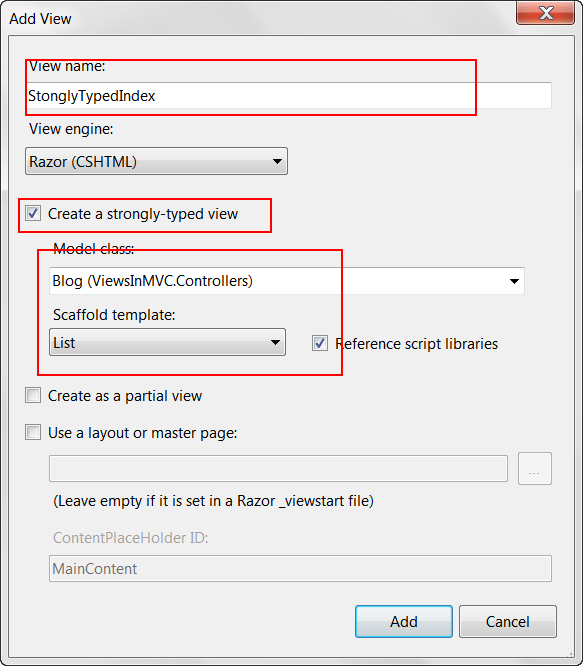 Add View
View name:
StonglyTypedIndex
View engine:
Razor (CSHTML)
Create a strongly-typed view
Model class:
Blog (ViewsInMVC.Controllers)
Scaffold template:
List
Reference script libraries
Create as a partial view
Use a layout or master page:
...
(Leave empty if it is set in a Razor _viewstart file)
ContentPlaceHolder ID:
MainContent
Add
Cancel